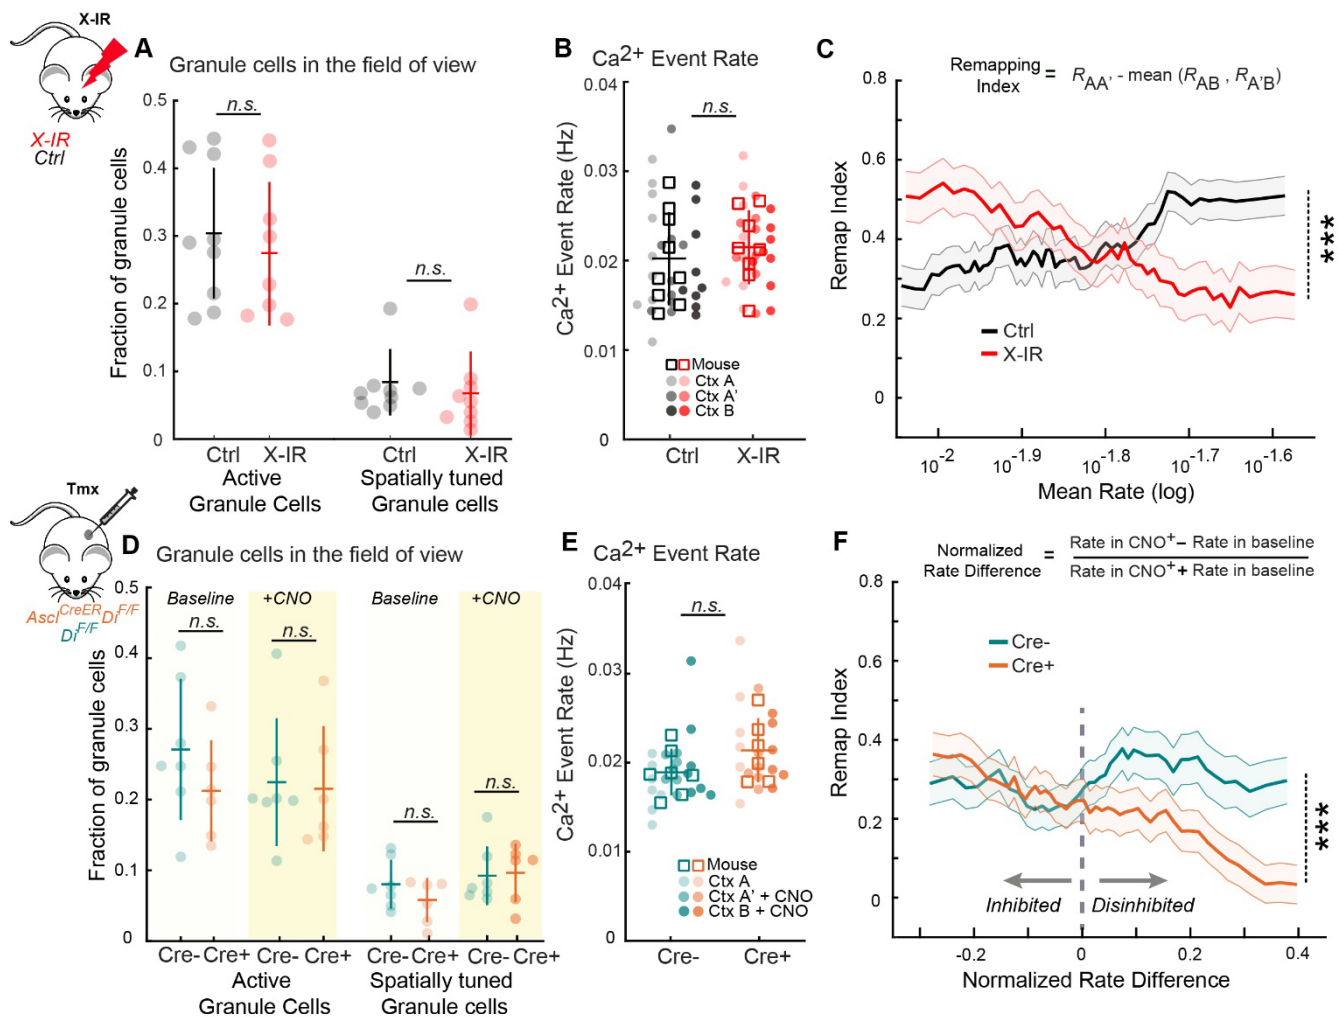 X-IR
X-IR
Ctrl
A
Granule cells in the field of view
Fraction of granule cells
0.5
0.4
0.3
0.2
0.1
0
n.s.
n.s.
Ctrl X-IR
Active
Granule Cells
Ctrl X-IR
Spatially tuned
Granule cells
B
Ca2+ Event Rate
Ca2+ Event Rate (Hz)
0.04
0.03
0.02
0.01
0
n.s.
Mouse
Ctx A
Ctx A'
Ctx B
Ctrl X-IR
C
Remapping Index = RAA' - mean (RAB , RA'B)
Remap Index
0.8
0.6
0.4
0.2
0
Ctrl
X-IR
***
10-2 10-1.9 10-1.8 10-1.7 10-1.6
Mean Rate (log)
Tmx
AsclCreERDiF/F
DiF/F
D
Granule cells in the field of view
Fraction of granule cells
0.5
0.4
0.3
0.2
0.1
0
Baseline +CNO Baseline +CNO
n.s.
n.s.
n.s.
n.s.
Cre- Cre+ Cre- Cre+ Cre- Cre+ Cre- Cre+
Active
Granule Cells
Spatially tuned
Granule cells
E
Ca2+ Event Rate
Ca2+ Event Rate (Hz)
0.04
0.03
0.02
0.01
0
n.s.
Mouse
Ctx A
Ctx A' + CNO
Ctx B + CNO
Cre- Cre+
F
Normalized Rate Difference = Rate in CNO+ – Rate in baseline
Rate in CNO+ + Rate in baseline
Remap Index
0.8
0.6
0.4
0.2
0
Cre-
Cre+
***
Inhibited Disinhibited
-0.2 0 0.2 0.4
Normalized Rate Difference